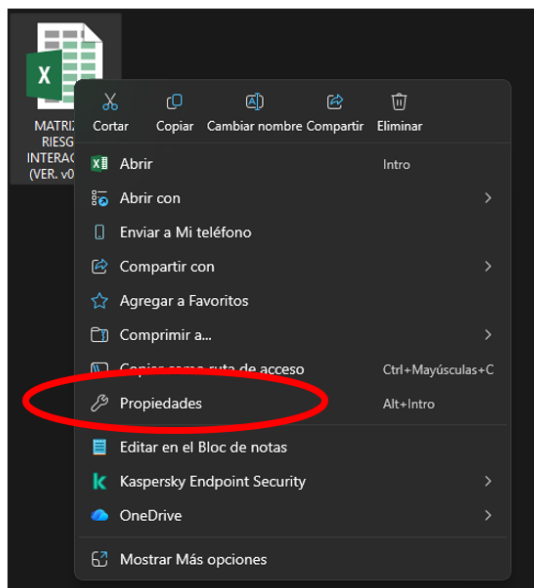 X
MATRIZ
RIESG
INTERAC
(VER. v0
Cortar Copiar Cambiar nombre Compartir Eliminar
Abrir Intro
Abrir con
Enviar a Mi teléfono
Compartir con
Agregar a Favoritos
Comprimir a...
Copiar como ruta de acceso Ctrl+Mayúsculas+C
Propiedades Alt+Intro
Editar en el Bloc de notas
Kaspersky Endpoint Security
OneDrive
Mostrar Más opciones